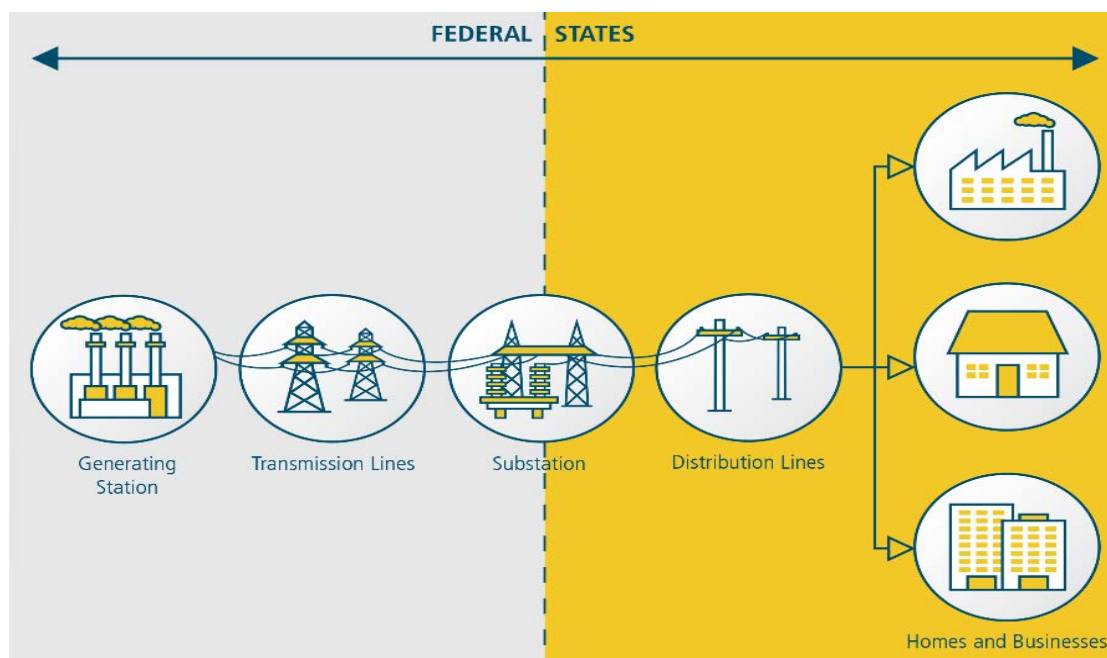 FEDERAL STATES
Generating
Station
Transmission Lines
Substation
Distribution Lines
Homes and Businesses